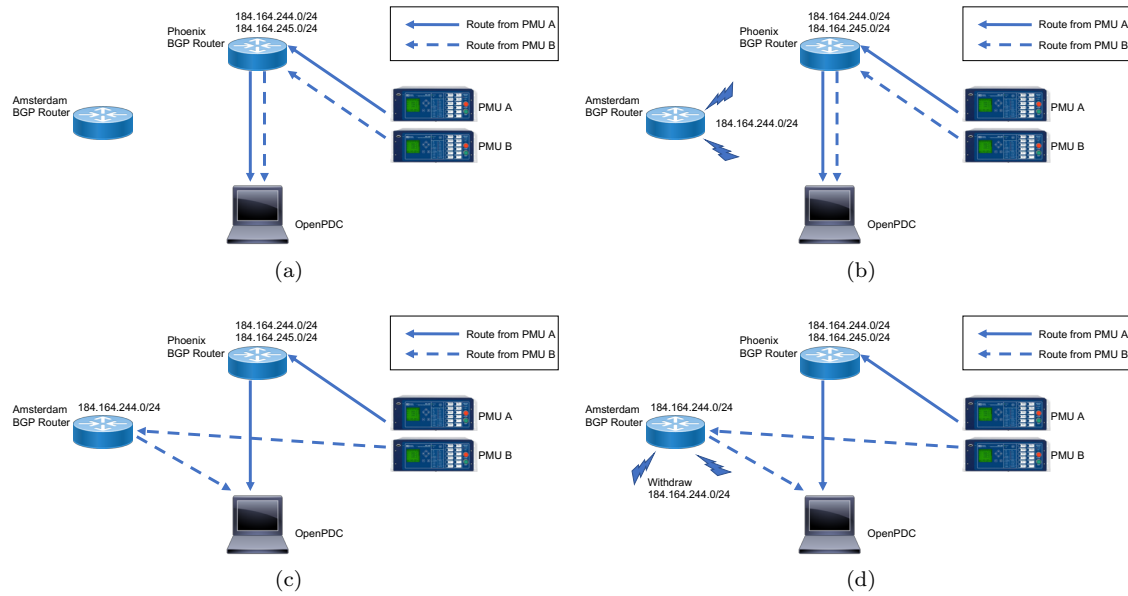 184.164.244.0/24
184.164.245.0/24
Phoenix
BGP Router
Route from PMU A
Route from PMU B
Amsterdam
BGP Router
PMU A
PMU B
OpenPDC
(a)
184.164.244.0/24
184.164.245.0/24
Phoenix
BGP Router
Route from PMU A
Route from PMU B
Amsterdam
BGP Router
184.164.244.0/24
PMU A
PMU B
OpenPDC
(b)
184.164.244.0/24
184.164.245.0/24
Phoenix
BGP Router
Route from PMU A
Route from PMU B
Amsterdam
BGP Router
184.164.244.0/24
PMU A
PMU B
OpenPDC
(c)
184.164.244.0/24
184.164.245.0/24
Phoenix
BGP Router
Route from PMU A
Route from PMU B
Amsterdam
BGP Router
184.164.244.0/24
PMU A
PMU B
Withdraw
184.164.244.0/24
OpenPDC
(d)